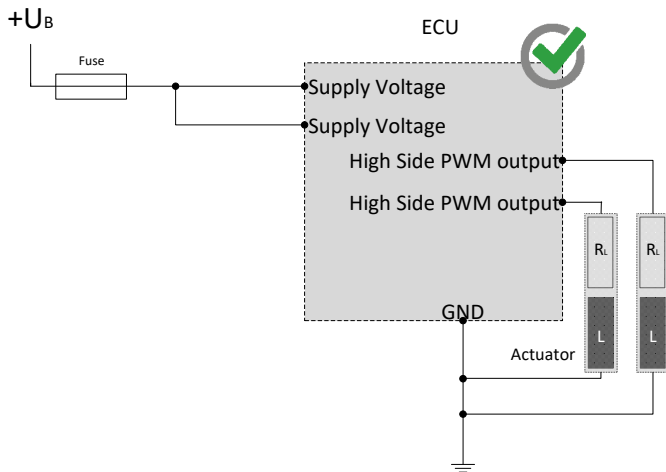 +UB
ECU
Fuse
Supply Voltage
Supply Voltage
High Side PWM output
High Side PWM output
RL RL
GND
L L
Actuator